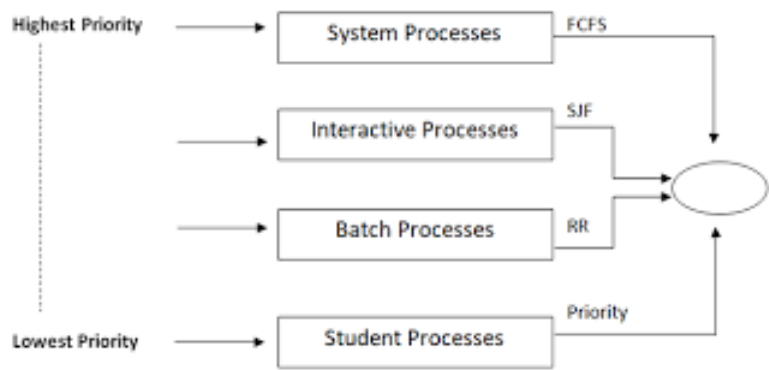 Highest Priority
System Processes
FCFS
Interactive Processes
SJF
Batch Processes
RR
Lowest Priority
Student Processes
Priority